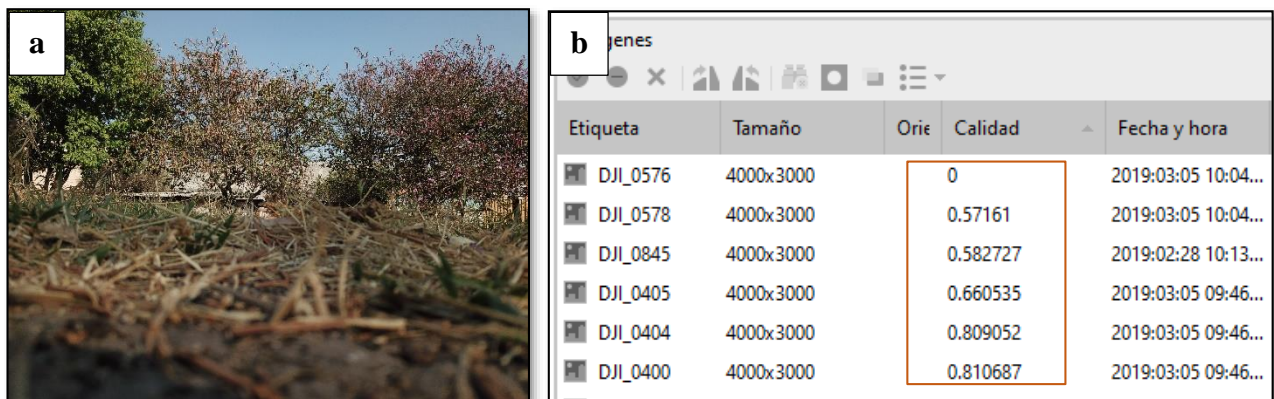 a
b
genes
Etiqueta Tamaño Orie Calidad Fecha y hora
DJI_0576 4000x3000 0 2019:03:05 10:04...
DJI_0578 4000x3000 0.57161 2019:03:05 10:04...
DJI_0845 4000x3000 0.582727 2019:02:28 10:13...
DJI_0405 4000x3000 0.660535 2019:03:05 09:46...
DJI_0404 4000x3000 0.809052 2019:03:05 09:46...
DJI_0400 4000x3000 0.810687 2019:03:05 09:46...